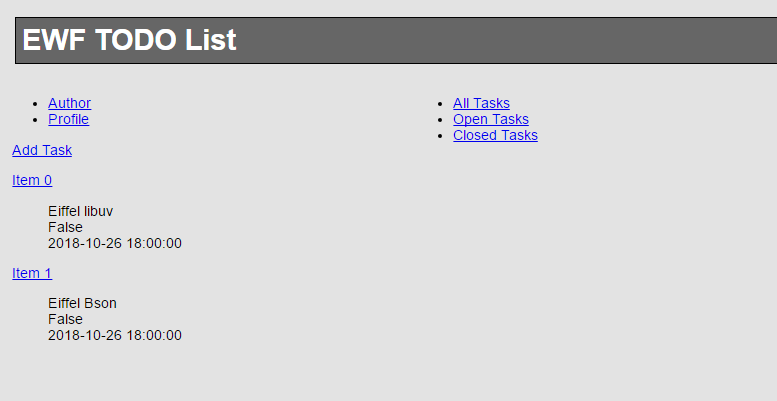 EWF TODO List
Author
Profile
All Tasks
Open Tasks
Closed Tasks
Add Task
Item 0
Eiffel libuv
False
2018-10-26 18:00:00
Item 1
Eiffel Bson
False
2018-10-26 18:00:00